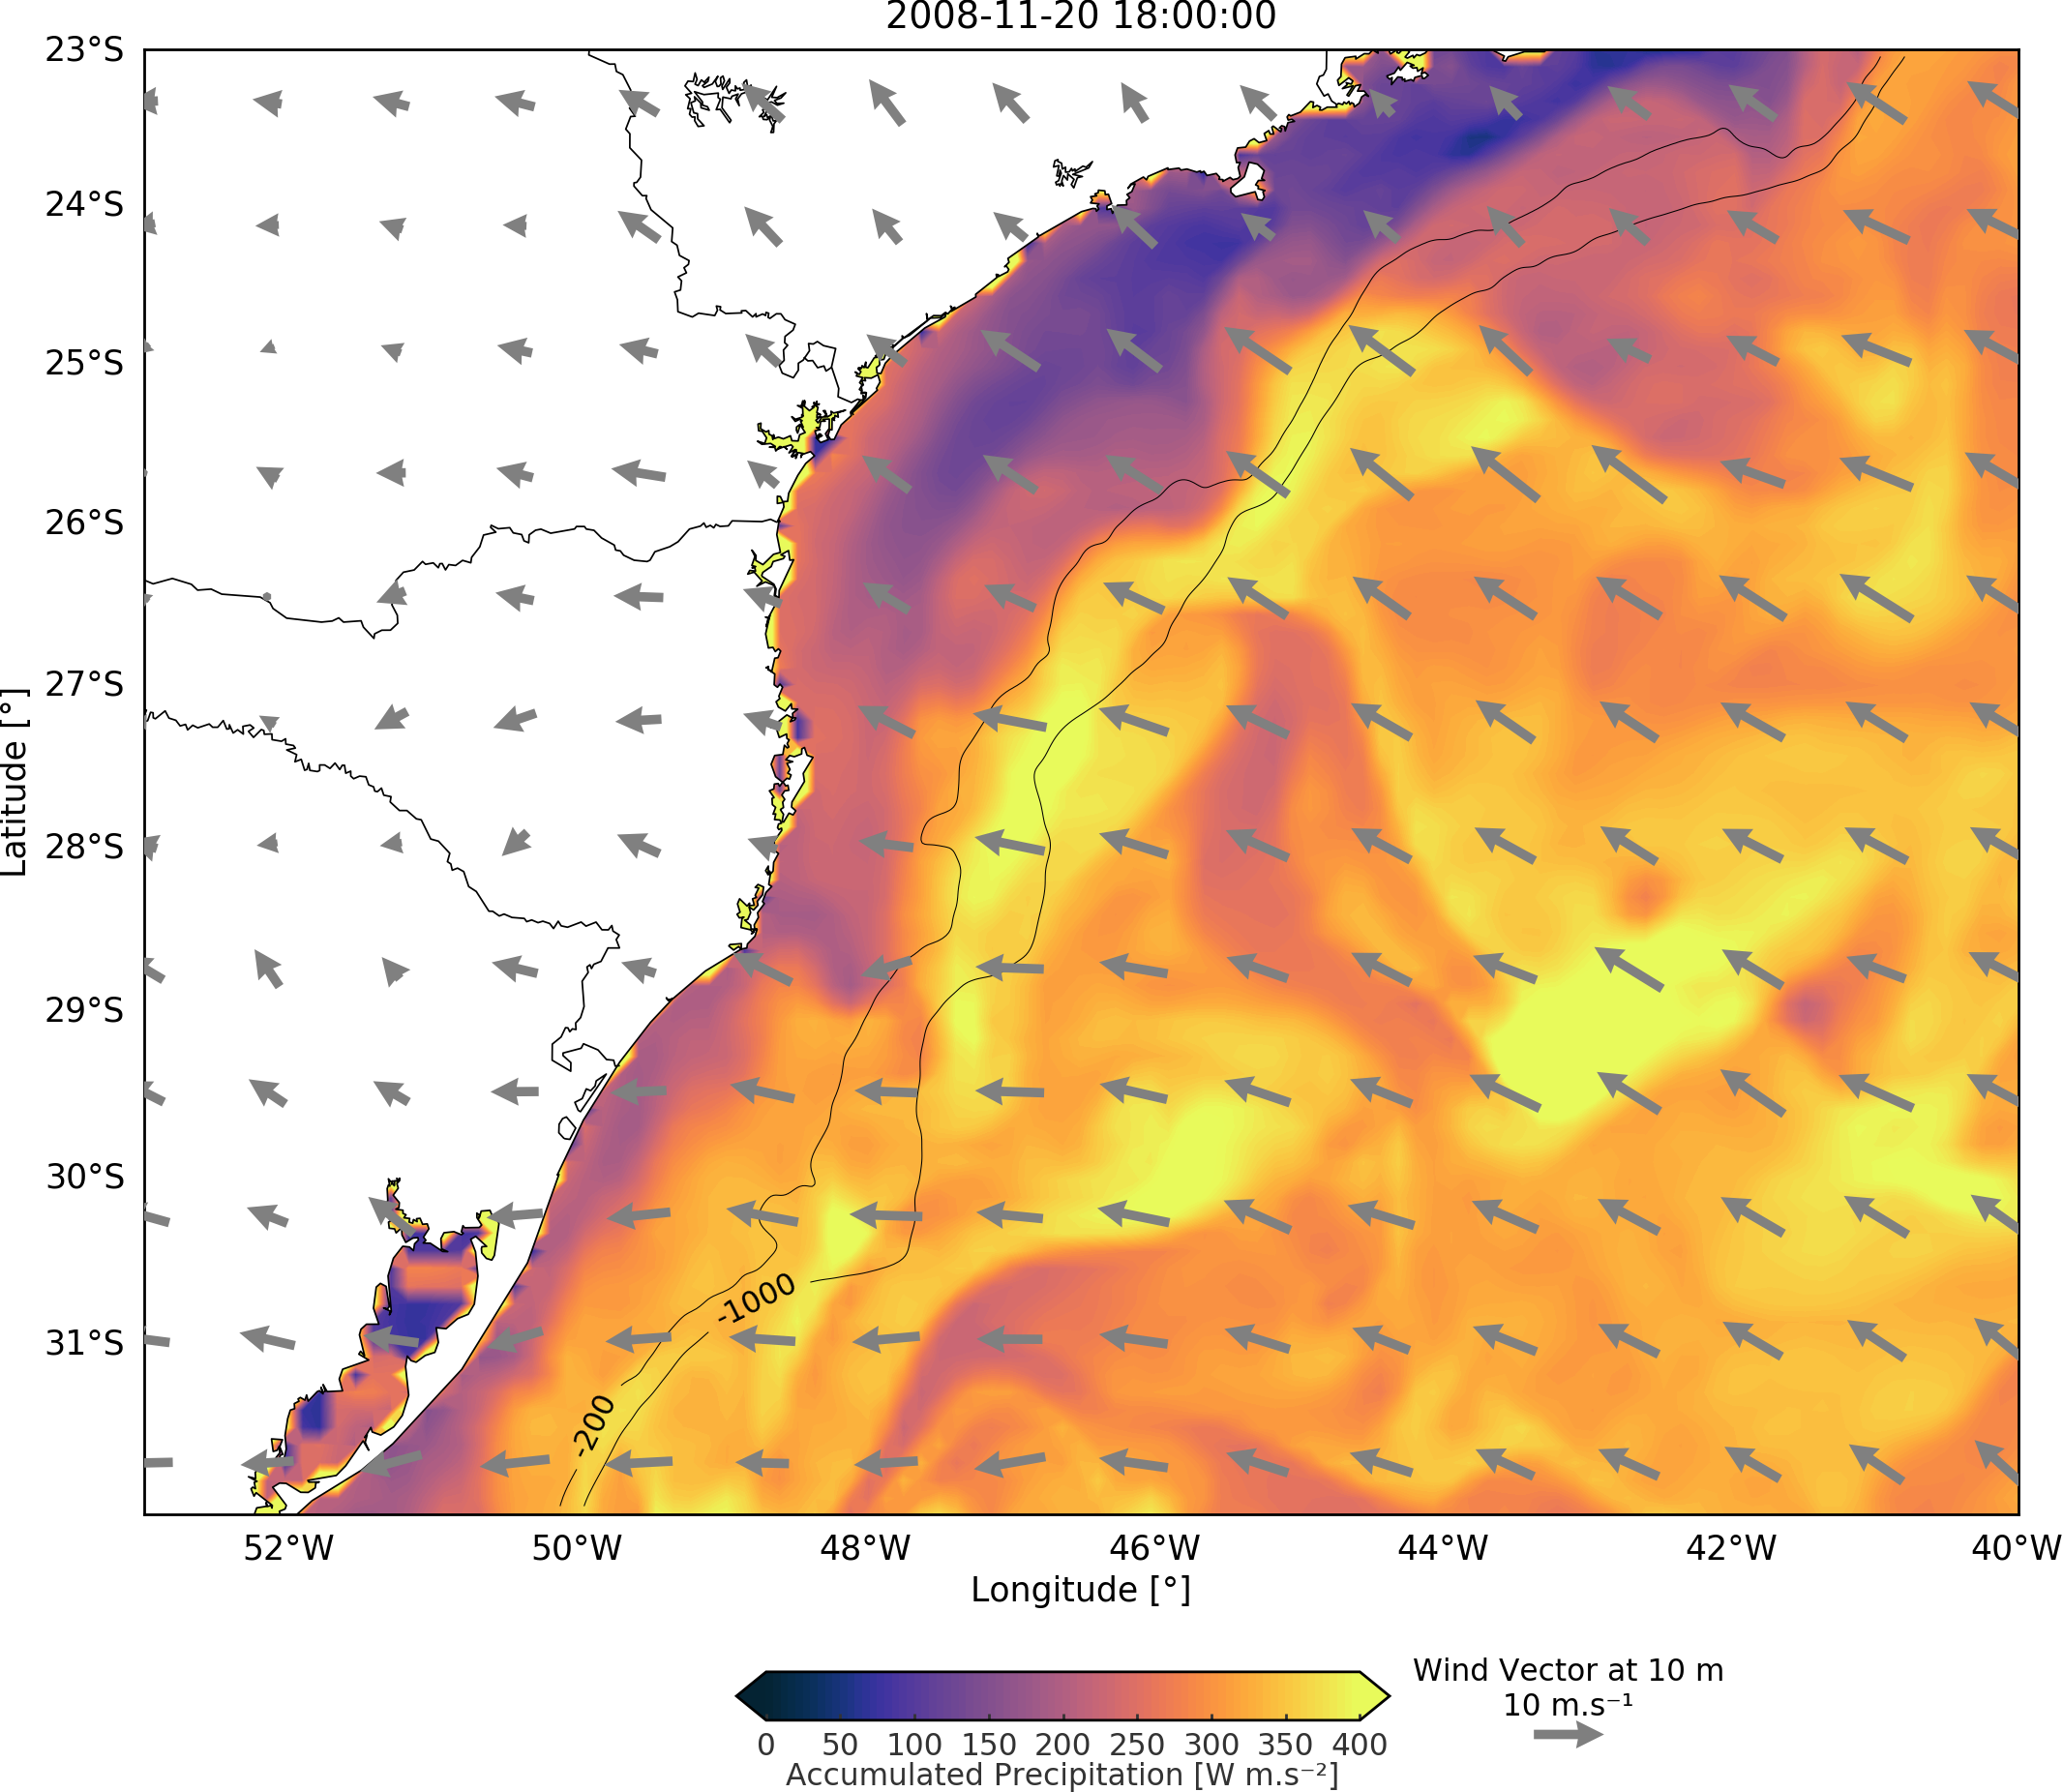 2008-11-20 18:00:00
23°S
24°S
25°S
26°S
27°S
28°S
29°S
30°S
31°S
Latitude [°]
-1000
-200
52°W 50°W 48°W 46°W 44°W 42°W 40°W
Longitude [°]
Wind Vector at 10 m
10 m.s⁻¹
0 50 100 150 200 250 300 350 400
Accumulated Precipitation [W m.s⁻²]